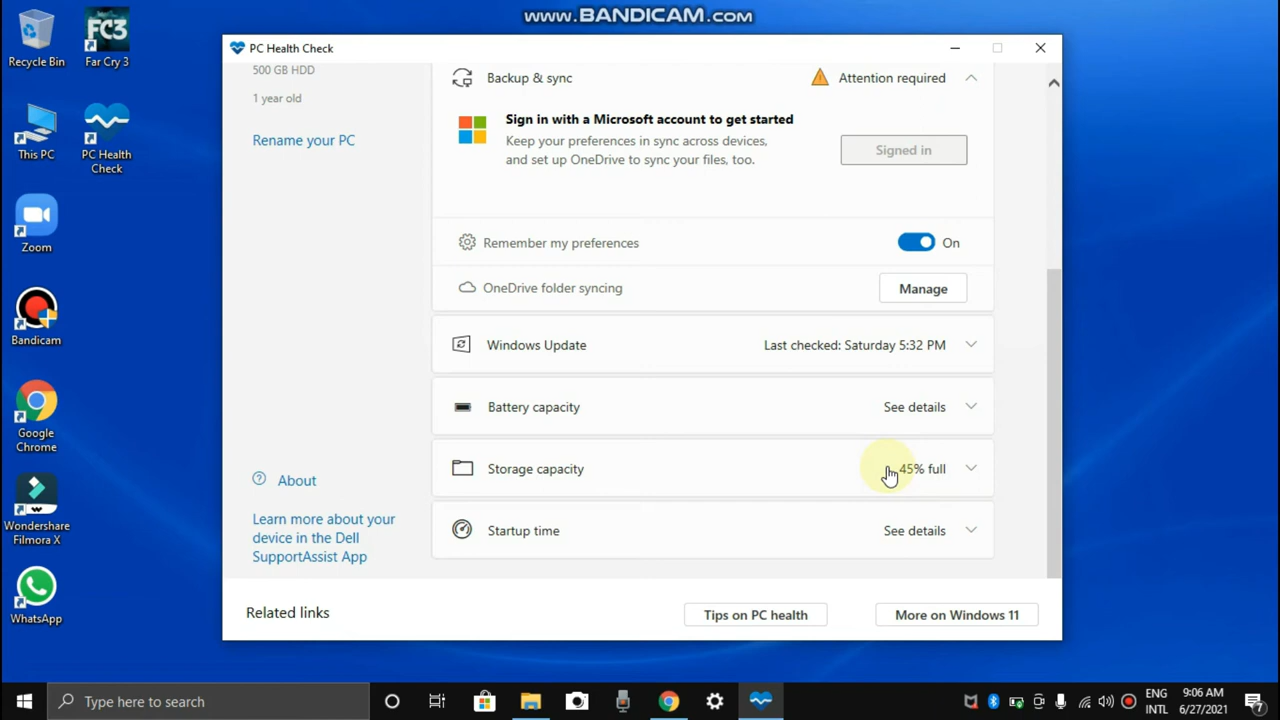 www.BANDICAM.com
Recycle Bin
FC3
Far Cry 3
This PC
PC Health
Check
Zoom
Bandicam
Google
Chrome
Wondershare
Filmora X
WhatsApp
PC Health Check
500 GB HDD
1 year old
Rename your PC
About
Learn more about your
device in the Dell
SupportAssist App
Backup & sync
Attention required
Sign in with a Microsoft account to get started
Keep your preferences in sync across devices,
and set up OneDrive to sync your files, too.
Signed in
Remember my preferences
On
OneDrive folder syncing
Manage
Windows Update
Last checked: Saturday 5:32 PM
Battery capacity
See details
Storage capacity
45% full
Startup time
See details
Related links
Tips on PC health
More on Windows 11
Type here to search
ENG
INTL
9:06 AM
6/27/2021
7